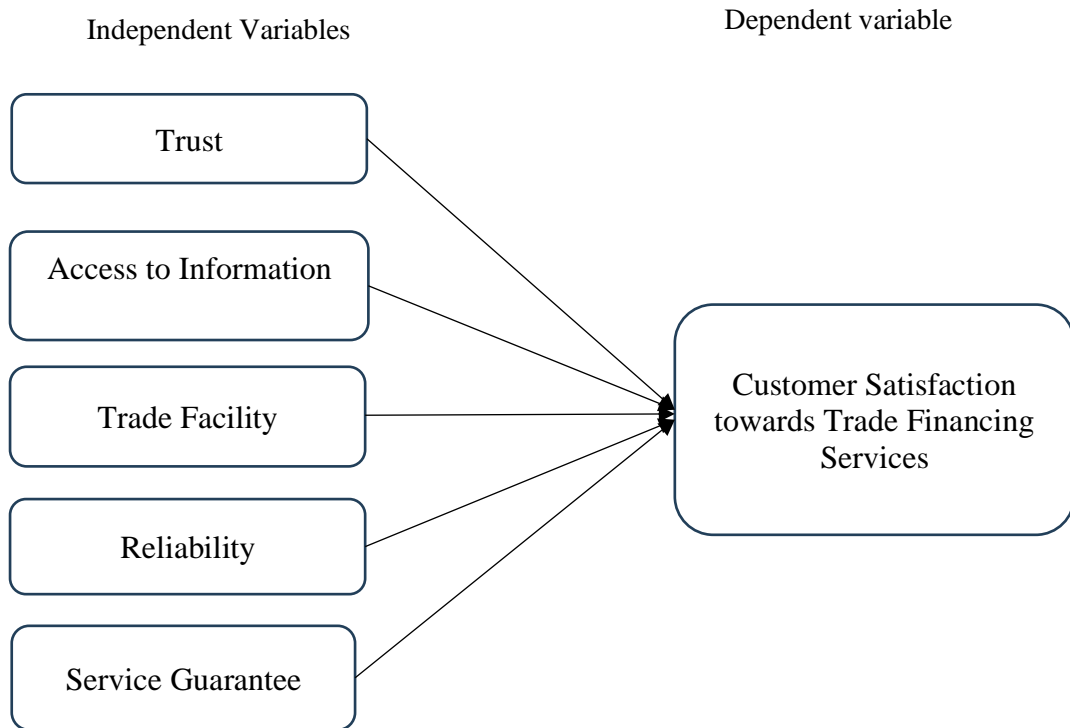 Independent Variables
Dependent variable
Trust
Access to Information
Trade Facility
Reliability
Service Guarantee
Customer Satisfaction
towards Trade Financing
Services